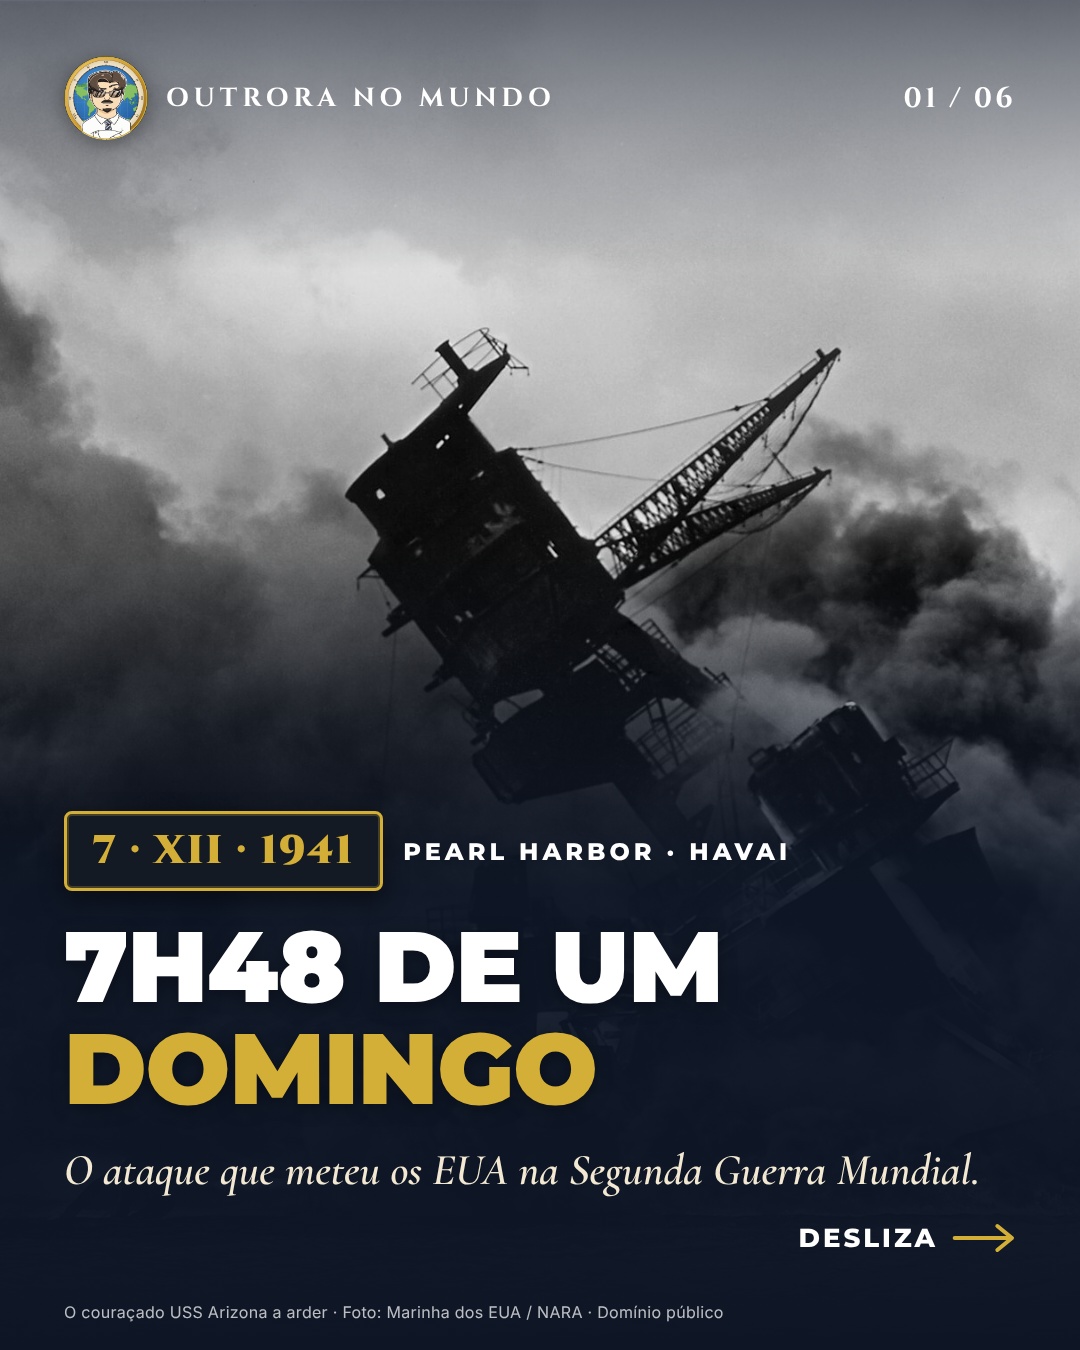 OUTRORA NO MUNDO
01 / 06
7 · XII · 1941
PEARL HARBOR · HAVAI
7H48 DE UM
DOMINGO
O ataque que meteu os EUA na Segunda Guerra Mundial.
DESLIZA
O couraçado USS Arizona a arder · Foto: Marinha dos EUA / NARA · Domínio público